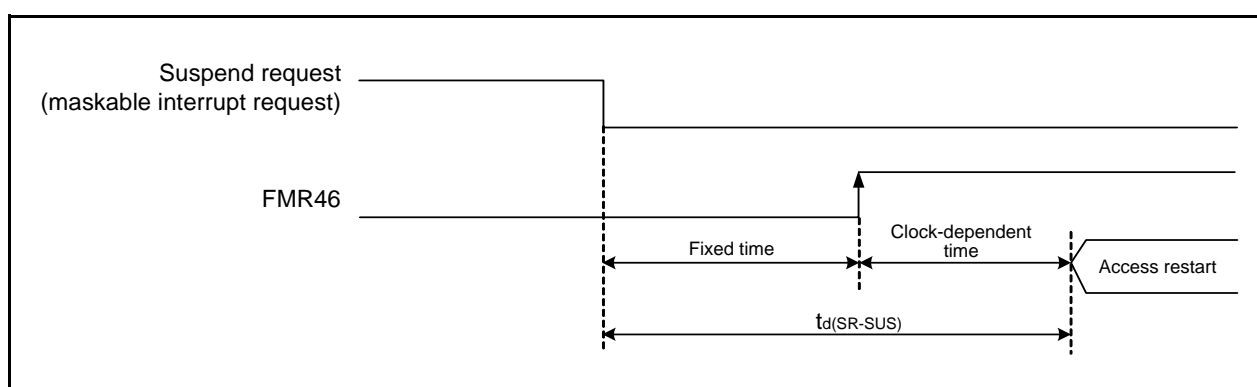 Suspend request
(maskable interrupt request)
FMR46
Fixed time
Clock-dependent
time
Access restart
td(SR-SUS)